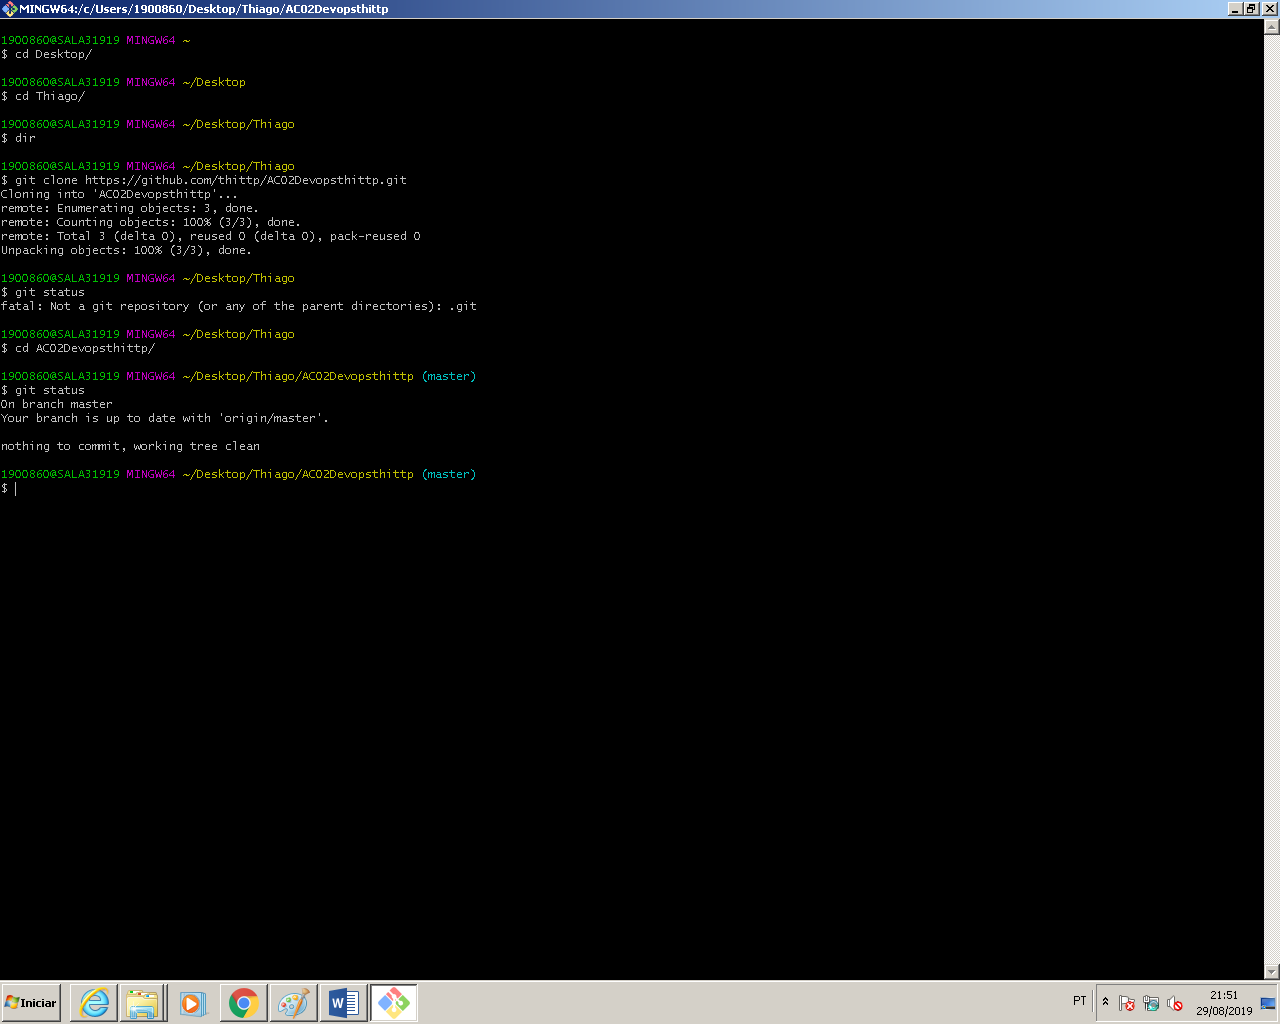 MINGW64:/c/Users/1900860/Desktop/Thiago/AC02Devopsthittp
1900860@SALA31919 MINGW64 ~
$ cd Desktop/
1900860@SALA31919 MINGW64 ~/Desktop
$ cd Thiago/
1900860@SALA31919 MINGW64 ~/Desktop/Thiago
$ dir
1900860@SALA31919 MINGW64 ~/Desktop/Thiago
$ git clone https://github.com/thittp/AC02Devopsthittp.git
Cloning into 'AC02Devopsthittp'...
remote: Enumerating objects: 3, done.
remote: Counting objects: 100% (3/3), done.
remote: Total 3 (delta 0), reused 0 (delta 0), pack-reused 0
Unpacking objects: 100% (3/3), done.
1900860@SALA31919 MINGW64 ~/Desktop/Thiago
$ git status
fatal: Not a git repository (or any of the parent directories): .git
1900860@SALA31919 MINGW64 ~/Desktop/Thiago
$ cd AC02Devopsthittp/
1900860@SALA31919 MINGW64 ~/Desktop/Thiago/AC02Devopsthittp (master)
$ git status
On branch master
Your branch is up to date with 'origin/master'.
nothing to commit, working tree clean
1900860@SALA31919 MINGW64 ~/Desktop/Thiago/AC02Devopsthittp (master)
$
Iniciar
W
PT
21:51
29/08/2019